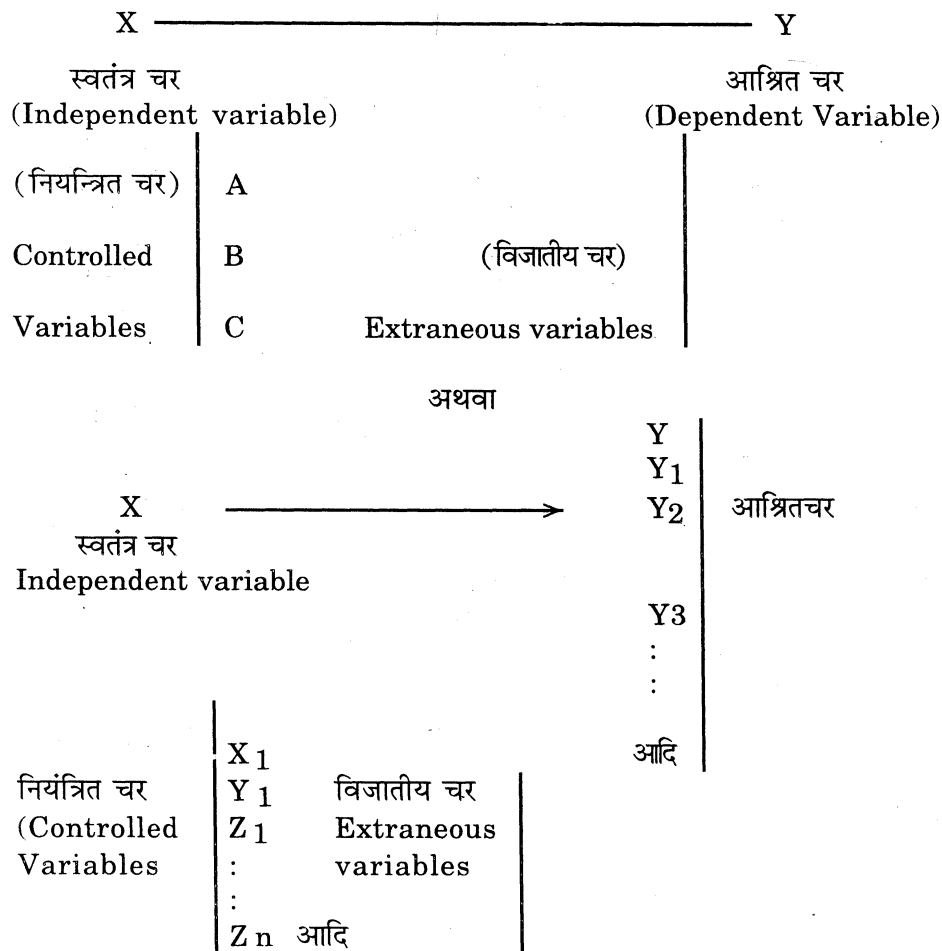 X Y
स्वतंत्र चर आश्रित चर
(Independent variable) (Dependent Variable)
(नियन्त्रित चर) A
Controlled B (विजातीय चर)
Variables C Extraneous variables
अथवा
Y
Y1
X Y2 आश्रितचर
स्वतंत्र चर
Independent variable
Y3
:
:
X1 आदि
नियंत्रित चर Y1 विजातीय चर
(Controlled Z1 Extraneous
Variables : variables
:
Zn आदि